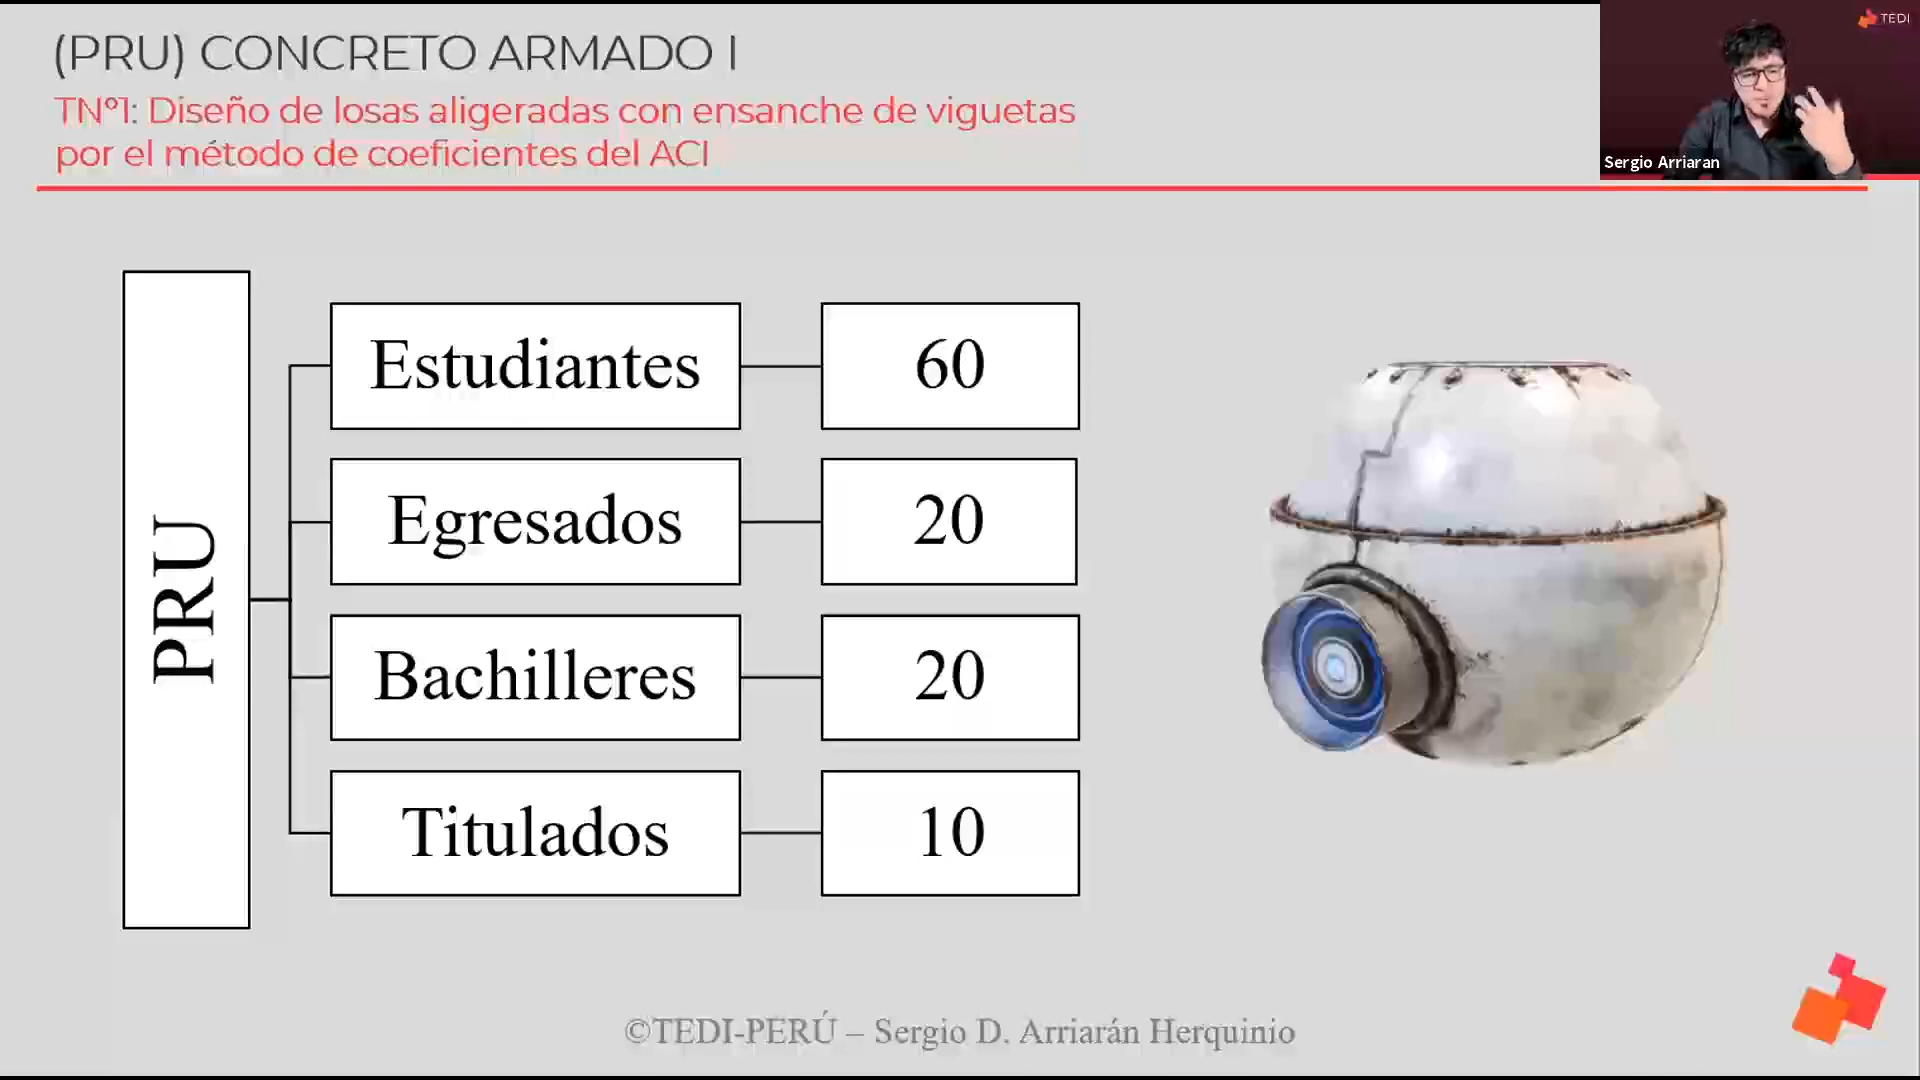 (PRU) CONCRETO ARMADO I
TN°1: Diseño de losas aligeradas con ensanche de viguetas
por el método de coeficientes del ACI
TEDI
Sergio Arriaran
PRU
Estudiantes 60
Egresados 20
Bachilleres 20
Titulados 10
©TEDI-PERÚ – Sergio D. Arriarán Herquinio